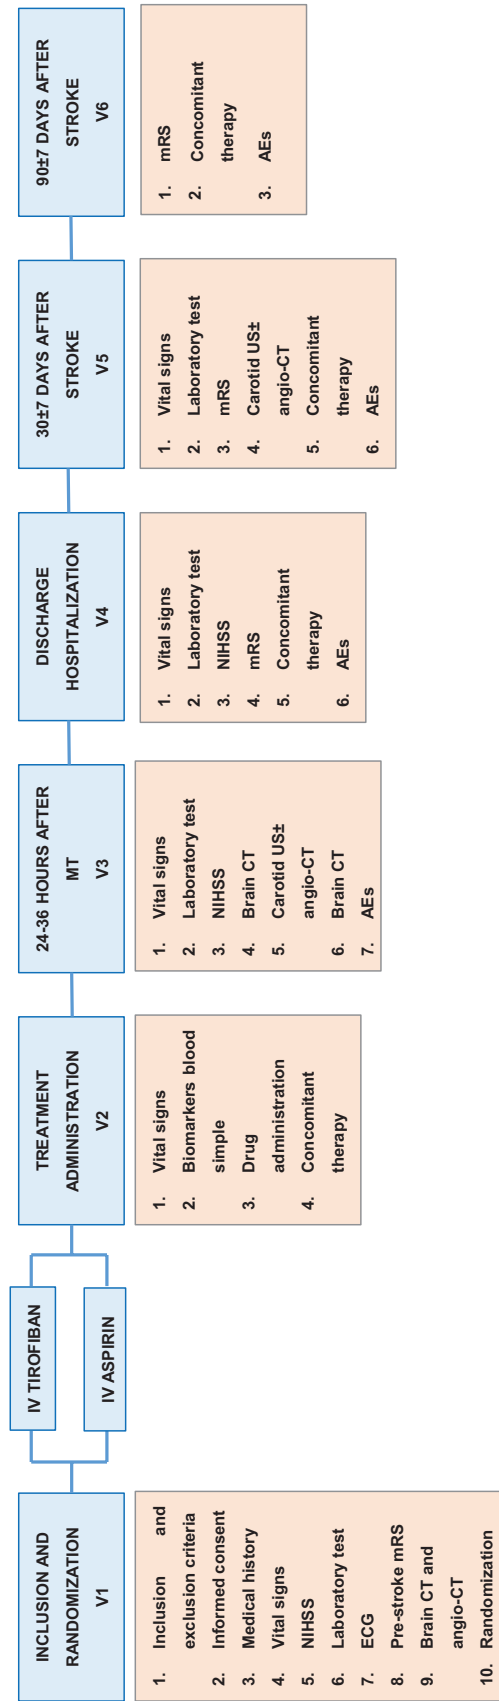 INCLUSION AND
RANDOMIZATION
V1
1. Inclusion and
exclusion criteria
2. Informed consent
3. Medical history
4. Vital signs
5. NIHSS
6. Laboratory test
7. ECG
8. Pre-stroke mRS
9. Brain CT and
angio-CT
10. Randomization
IV TIROFIBAN
IV ASPIRIN
TREATMENT
ADMINISTRATION
V2
1. Vital signs
2. Biomarkers blood
simple
3. Drug
administration
4. Concomitant
therapy
24-36 HOURS AFTER
MT
V3
1. Vital signs
2. Laboratory test
3. NIHSS
4. Brain CT
5. Carotid US±
angio-CT
6. Brain CT
7. AEs
DISCHARGE
HOSPITALIZATION
V4
1. Vital signs
2. Laboratory test
3. NIHSS
4. mRS
5. Concomitant
therapy
6. AEs
30±7 DAYS AFTER
STROKE
V5
1. Vital signs
2. Laboratory test
3. mRS
4. Carotid US±
angio-CT
5. Concomitant
therapy
6. AEs
90±7 DAYS AFTER
STROKE
V6
1. mRS
2. Concomitant
therapy
3. AEs